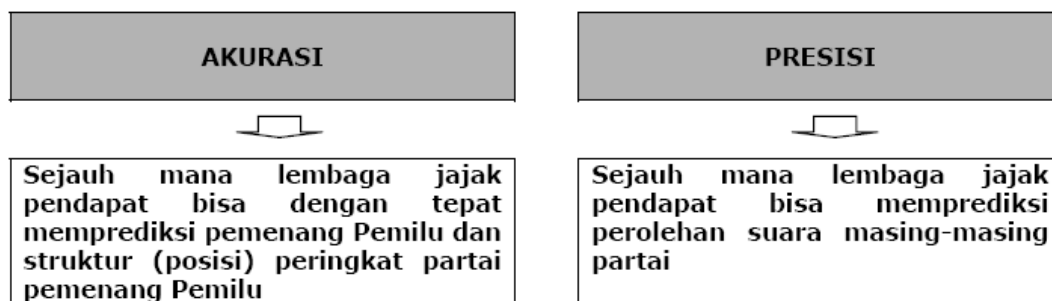 AKURASI
Sejauh mana lembaga jajak
pendapat bisa dengan tepat
memprediksi pemenang Pemilu dan
struktur (posisi) peringkat partai
pemenang Pemilu
PRESISI
Sejauh mana lembaga jajak
pendapat bisa memprediksi
perolehan suara masing-masing
partai